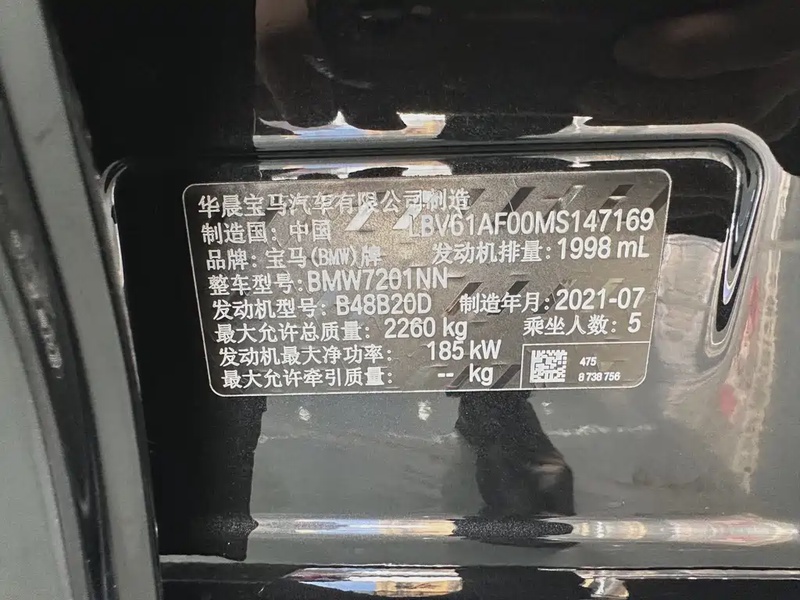 华晨宝马汽车有限公司制造
制造国：中国 LBV61AF00MS147169
品牌：宝马(BMW)牌 发动机排量：1998 mL
整车型号：BMW7201NN
发动机型号：B48B20D 制造年月：2021-07
最大允许总质量：2260 kg 乘坐人数：5
发动机最大净功率： 185 kW
最大允许牵引质量： -- kg
475
8 738 756